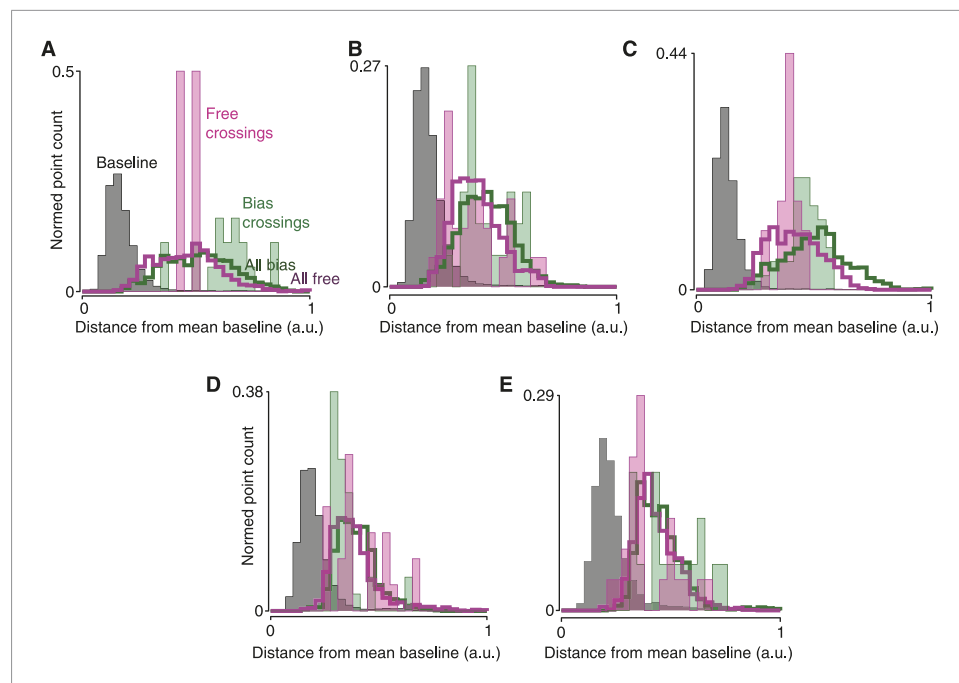 A
0.5
Normed point count
Baseline
Free
crossings
Bias
crossings
All bias
All free
0
0
1
Distance from mean baseline (a.u.)
B
0.27
0
0
1
Distance from mean baseline (a.u.)
C
0.44
0
0
1
Distance from mean baseline (a.u.)
D
0.38
Normed point count
0
0
1
Distance from mean baseline (a.u.)
E
0.29
0
0
1
Distance from mean baseline (a.u.)